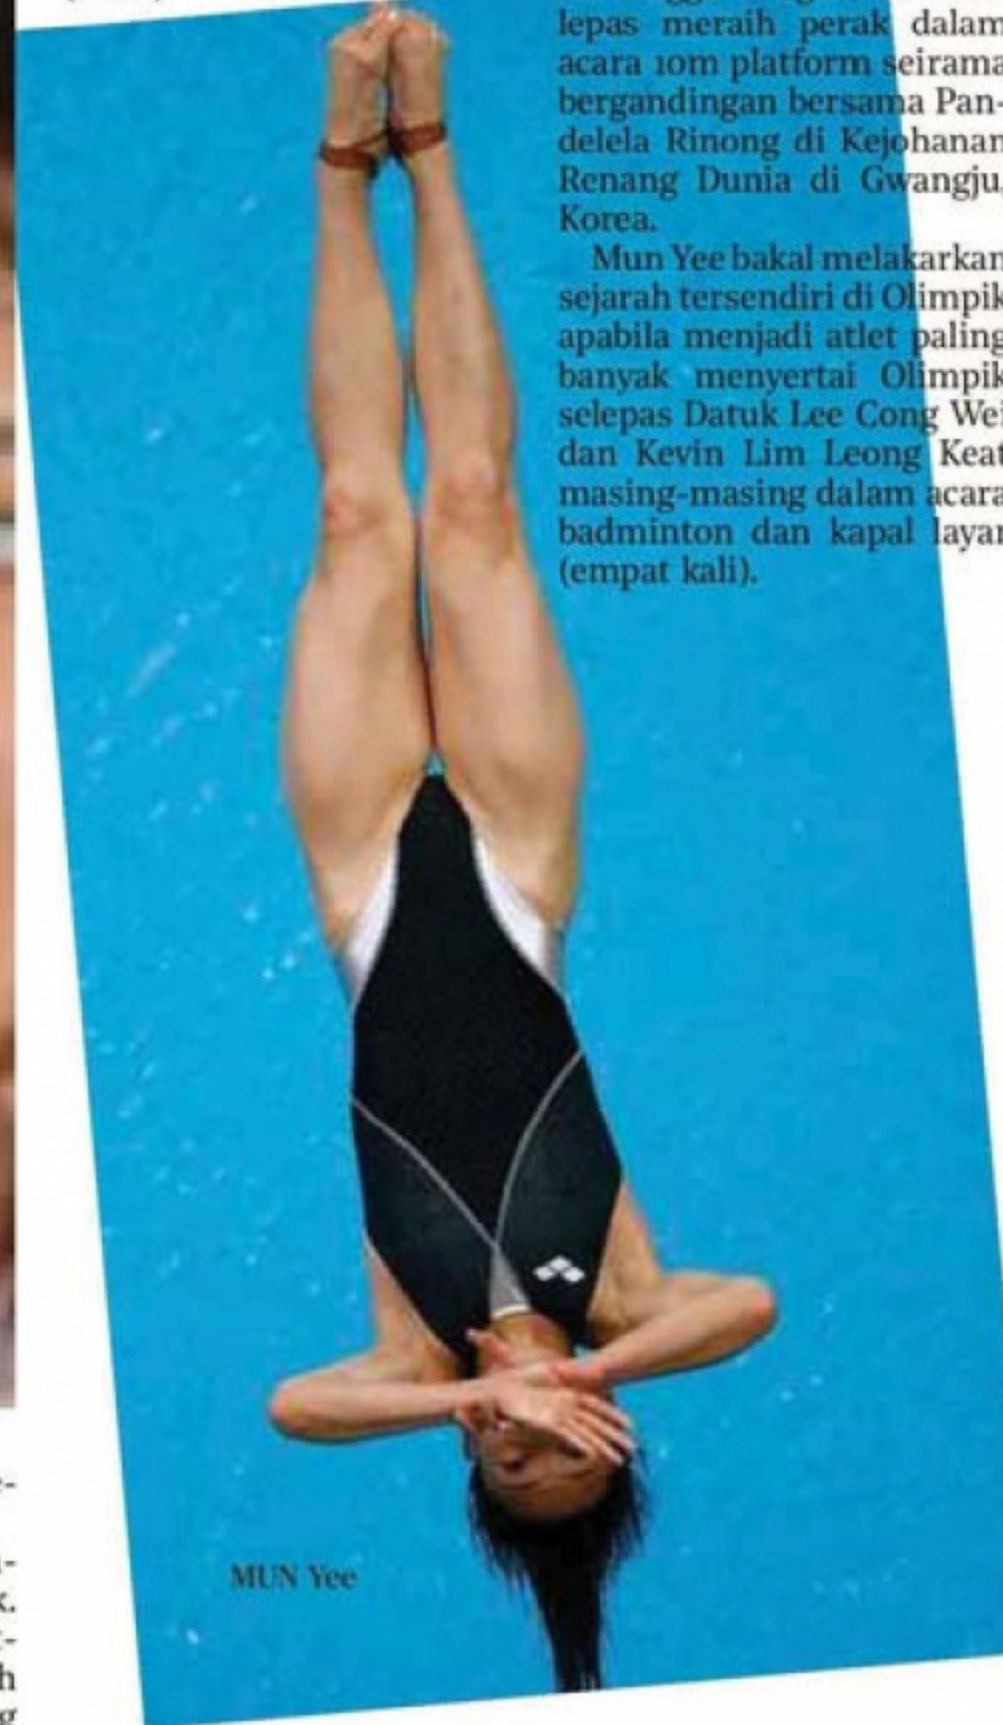 lepas meraih perak dalam
acara 10m platform seirama
bergandingan bersama Pan-
delela Rinong di Kejohanan
Renang Dunia di Gwangju,
Korea.
Mun Yee bakal melakarkan
sejarah tersendiri di Olimpik
apabila menjadi atlet paling
banyak menyertai Olimpik
selepas Datuk Lee Cong Wei
dan Kevin Lim Leong Keat
masing-masing dalam acara
badminton dan kapal layar
(empat kali).
MUN Yee